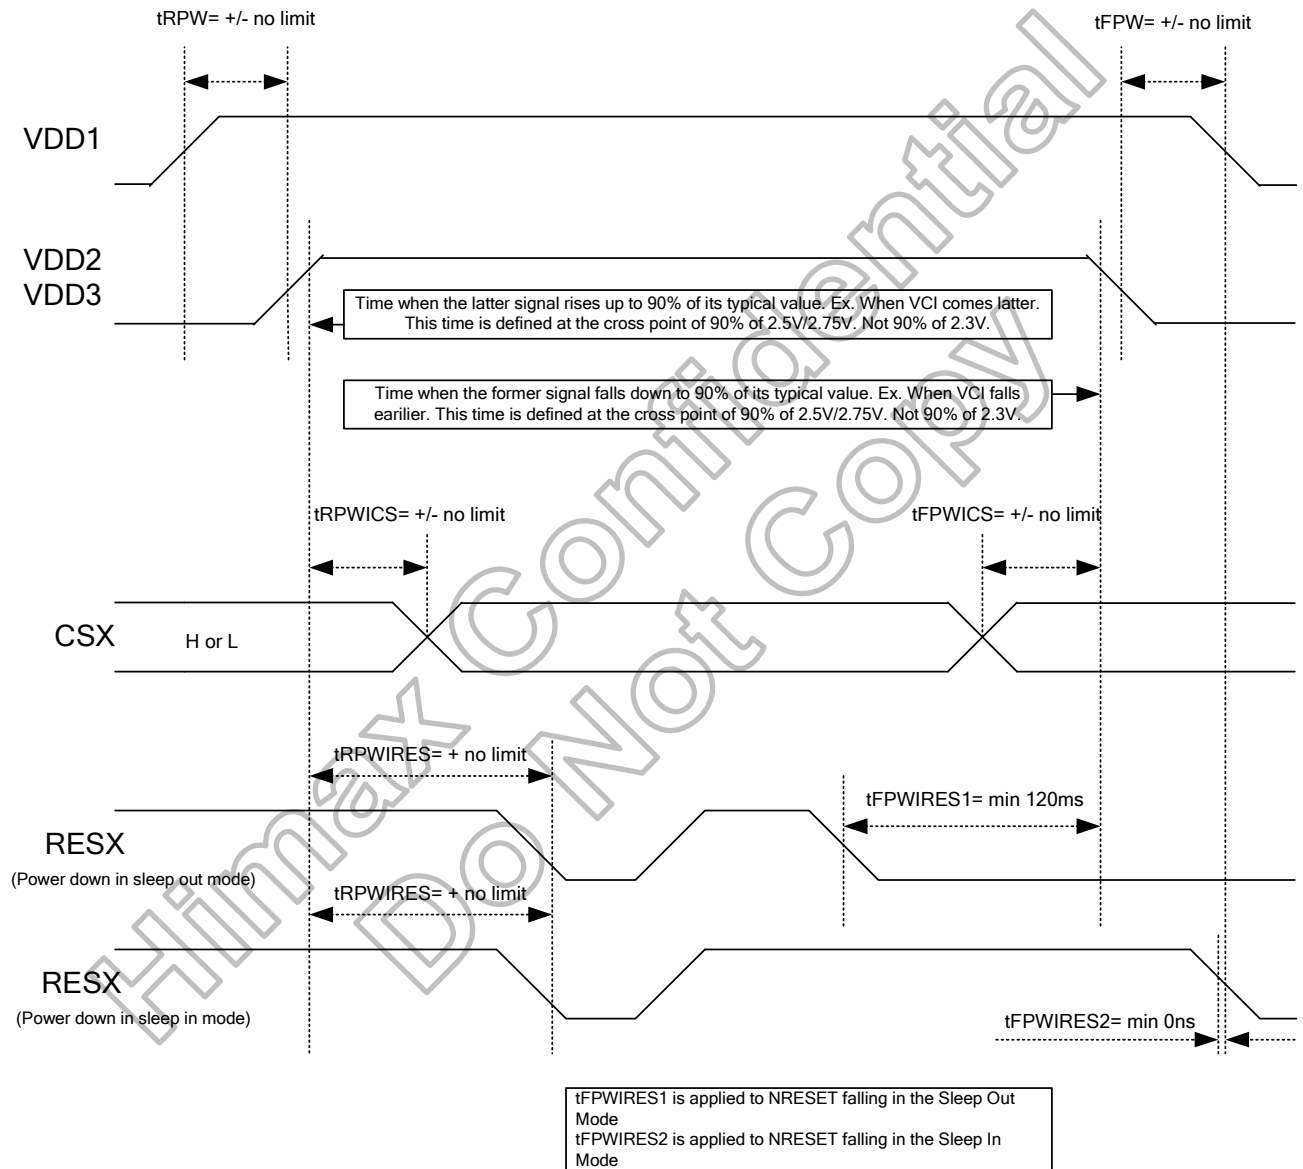 tRPW= +/- no limit
tFPW= +/- no limit
VDD1
VDD2
VDD3
Time when the latter signal rises up to 90% of its typical value. Ex. When VCI comes latter.
This time is defined at the cross point of 90% of 2.5V/2.75V. Not 90% of 2.3V.
Time when the former signal falls down to 90% of its typical value. Ex. When VCI falls
earilier. This time is defined at the cross point of 90% of 2.5V/2.75V. Not 90% of 2.3V.
tRPWICS= +/- no limit
tFPWICS= +/- no limit
CSX
H or L
tRPWIRES= + no limit
tFPWIRES1= min 120ms
RESX
(Power down in sleep out mode)
tRPWIRES= + no limit
RESX
(Power down in sleep in mode)
tFPWIRES2= min 0ns
tFPWIRES1 is applied to NRESET falling in the Sleep Out
Mode
tFPWIRES2 is applied to NRESET falling in the Sleep In
Mode
Himax Confidential
Do Not Copy